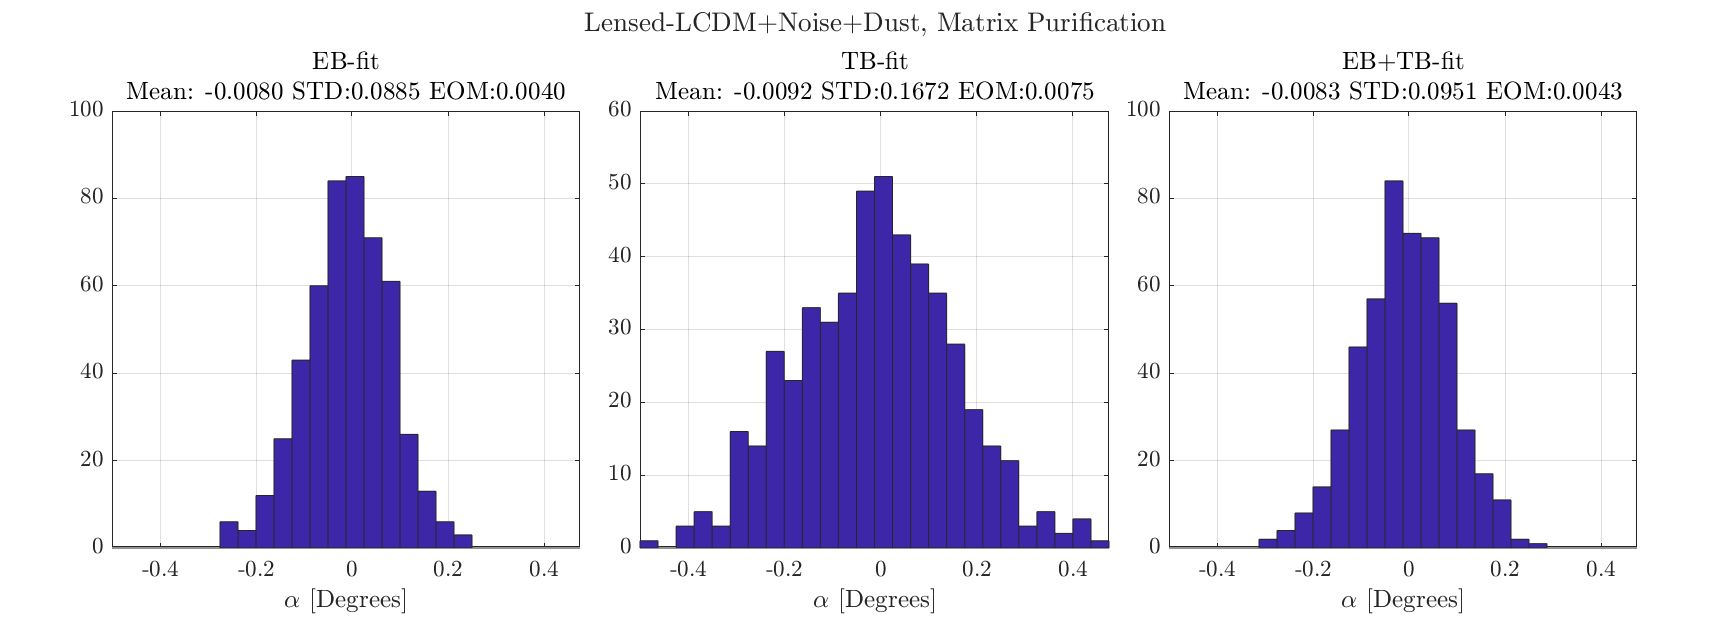 Lensed-LCDM+Noise+Dust, Matrix Purification
EB-fit
Mean: -0.0080 STD:0.0885 EOM:0.0040
100
80
60
40
20
0
-0.4 -0.2 0 0.2 0.4
α [Degrees]
TB-fit
Mean: -0.0092 STD:0.1672 EOM:0.0075
60
50
40
30
20
10
0
-0.4 -0.2 0 0.2 0.4
α [Degrees]
EB+TB-fit
Mean: -0.0083 STD:0.0951 EOM:0.0043
100
80
60
40
20
0
-0.4 -0.2 0 0.2 0.4
α [Degrees]